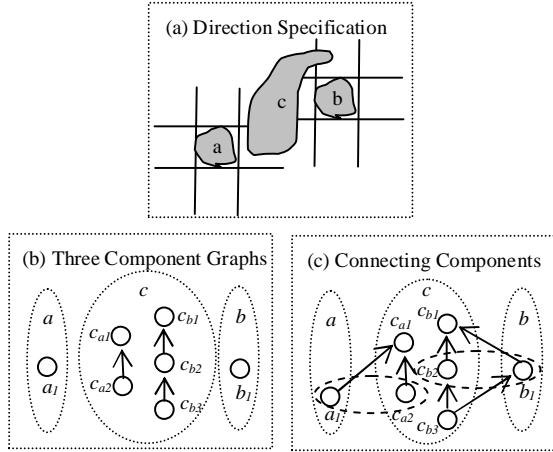 (a) Direction Specification
c
b
a
(b) Three Component Graphs
c
a
b
c_{b1}
c_{a1}
c_{b2}
a_1
b_1
c_{a2}
c_{b3}
(c) Connecting Components
c
a
b
c_{b1}
c_{a1}
c_{b2}
b_1
a_1
c_{a2}
c_{b3}